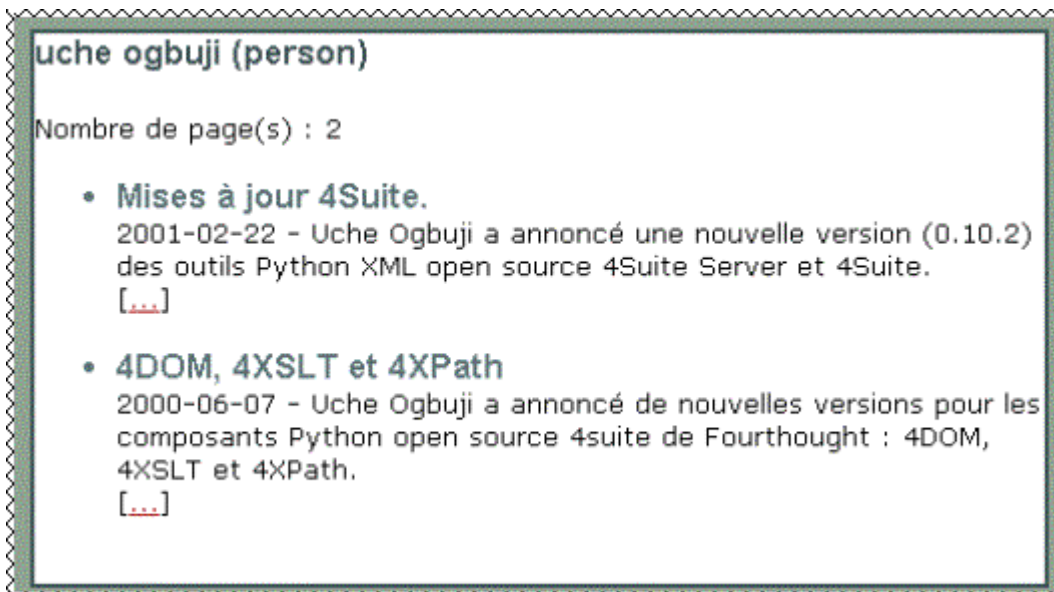 uche ogbuji (person)
Nombre de page(s) : 2
• Mises à jour 4Suite.
2001-02-22 - Uche Ogbuji a annoncé une nouvelle version (0.10.2)
des outils Python XML open source 4Suite Server et 4Suite.
[...]
• 4DOM, 4XSLT et 4XPath
2000-06-07 - Uche Ogbuji a annoncé de nouvelles versions pour les
composants Python open source 4suite de Fourthought : 4DOM,
4XSLT et 4XPath.
[...]